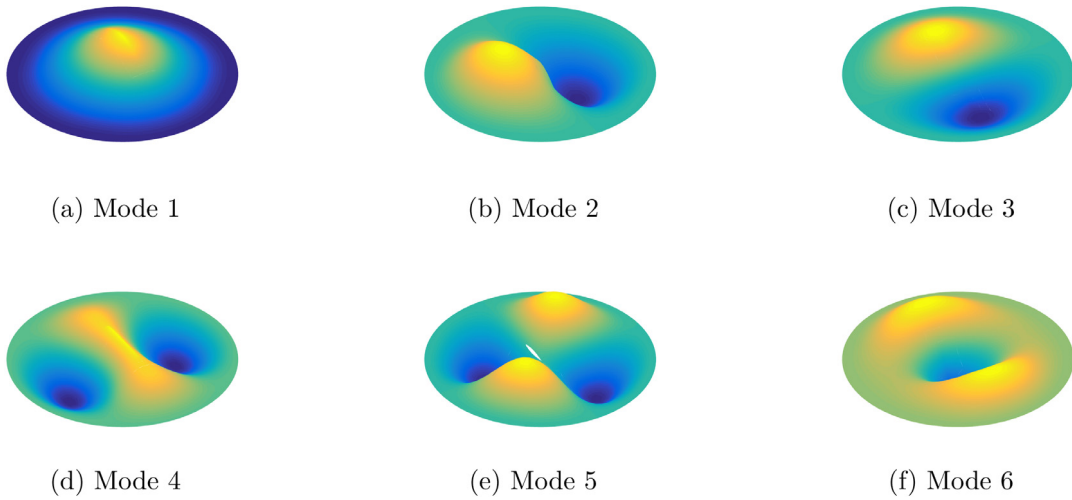 (a) Mode 1
(b) Mode 2
(c) Mode 3
(d) Mode 4
(e) Mode 5
(f) Mode 6